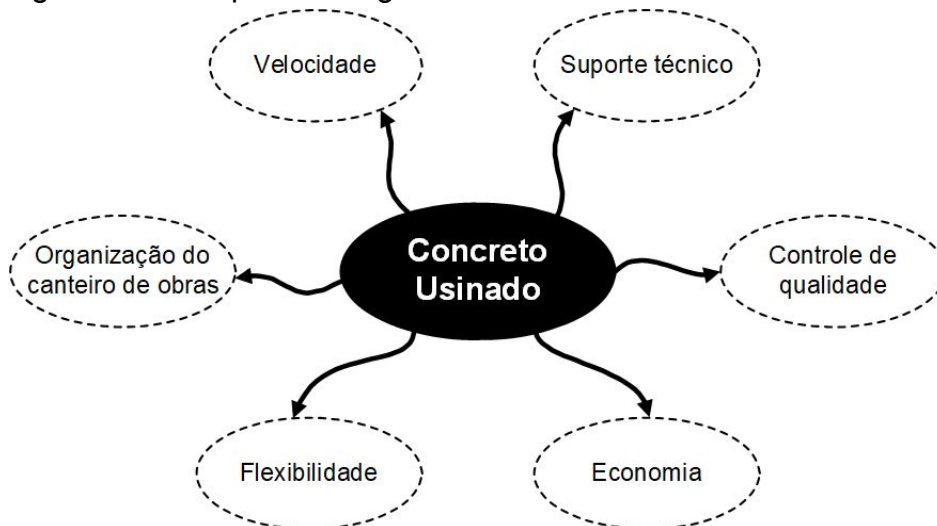 Velocidade
Suporte técnico
Concreto
Usinado
Organização do
canteiro de obras
Controle de
qualidade
Flexibilidade
Economia